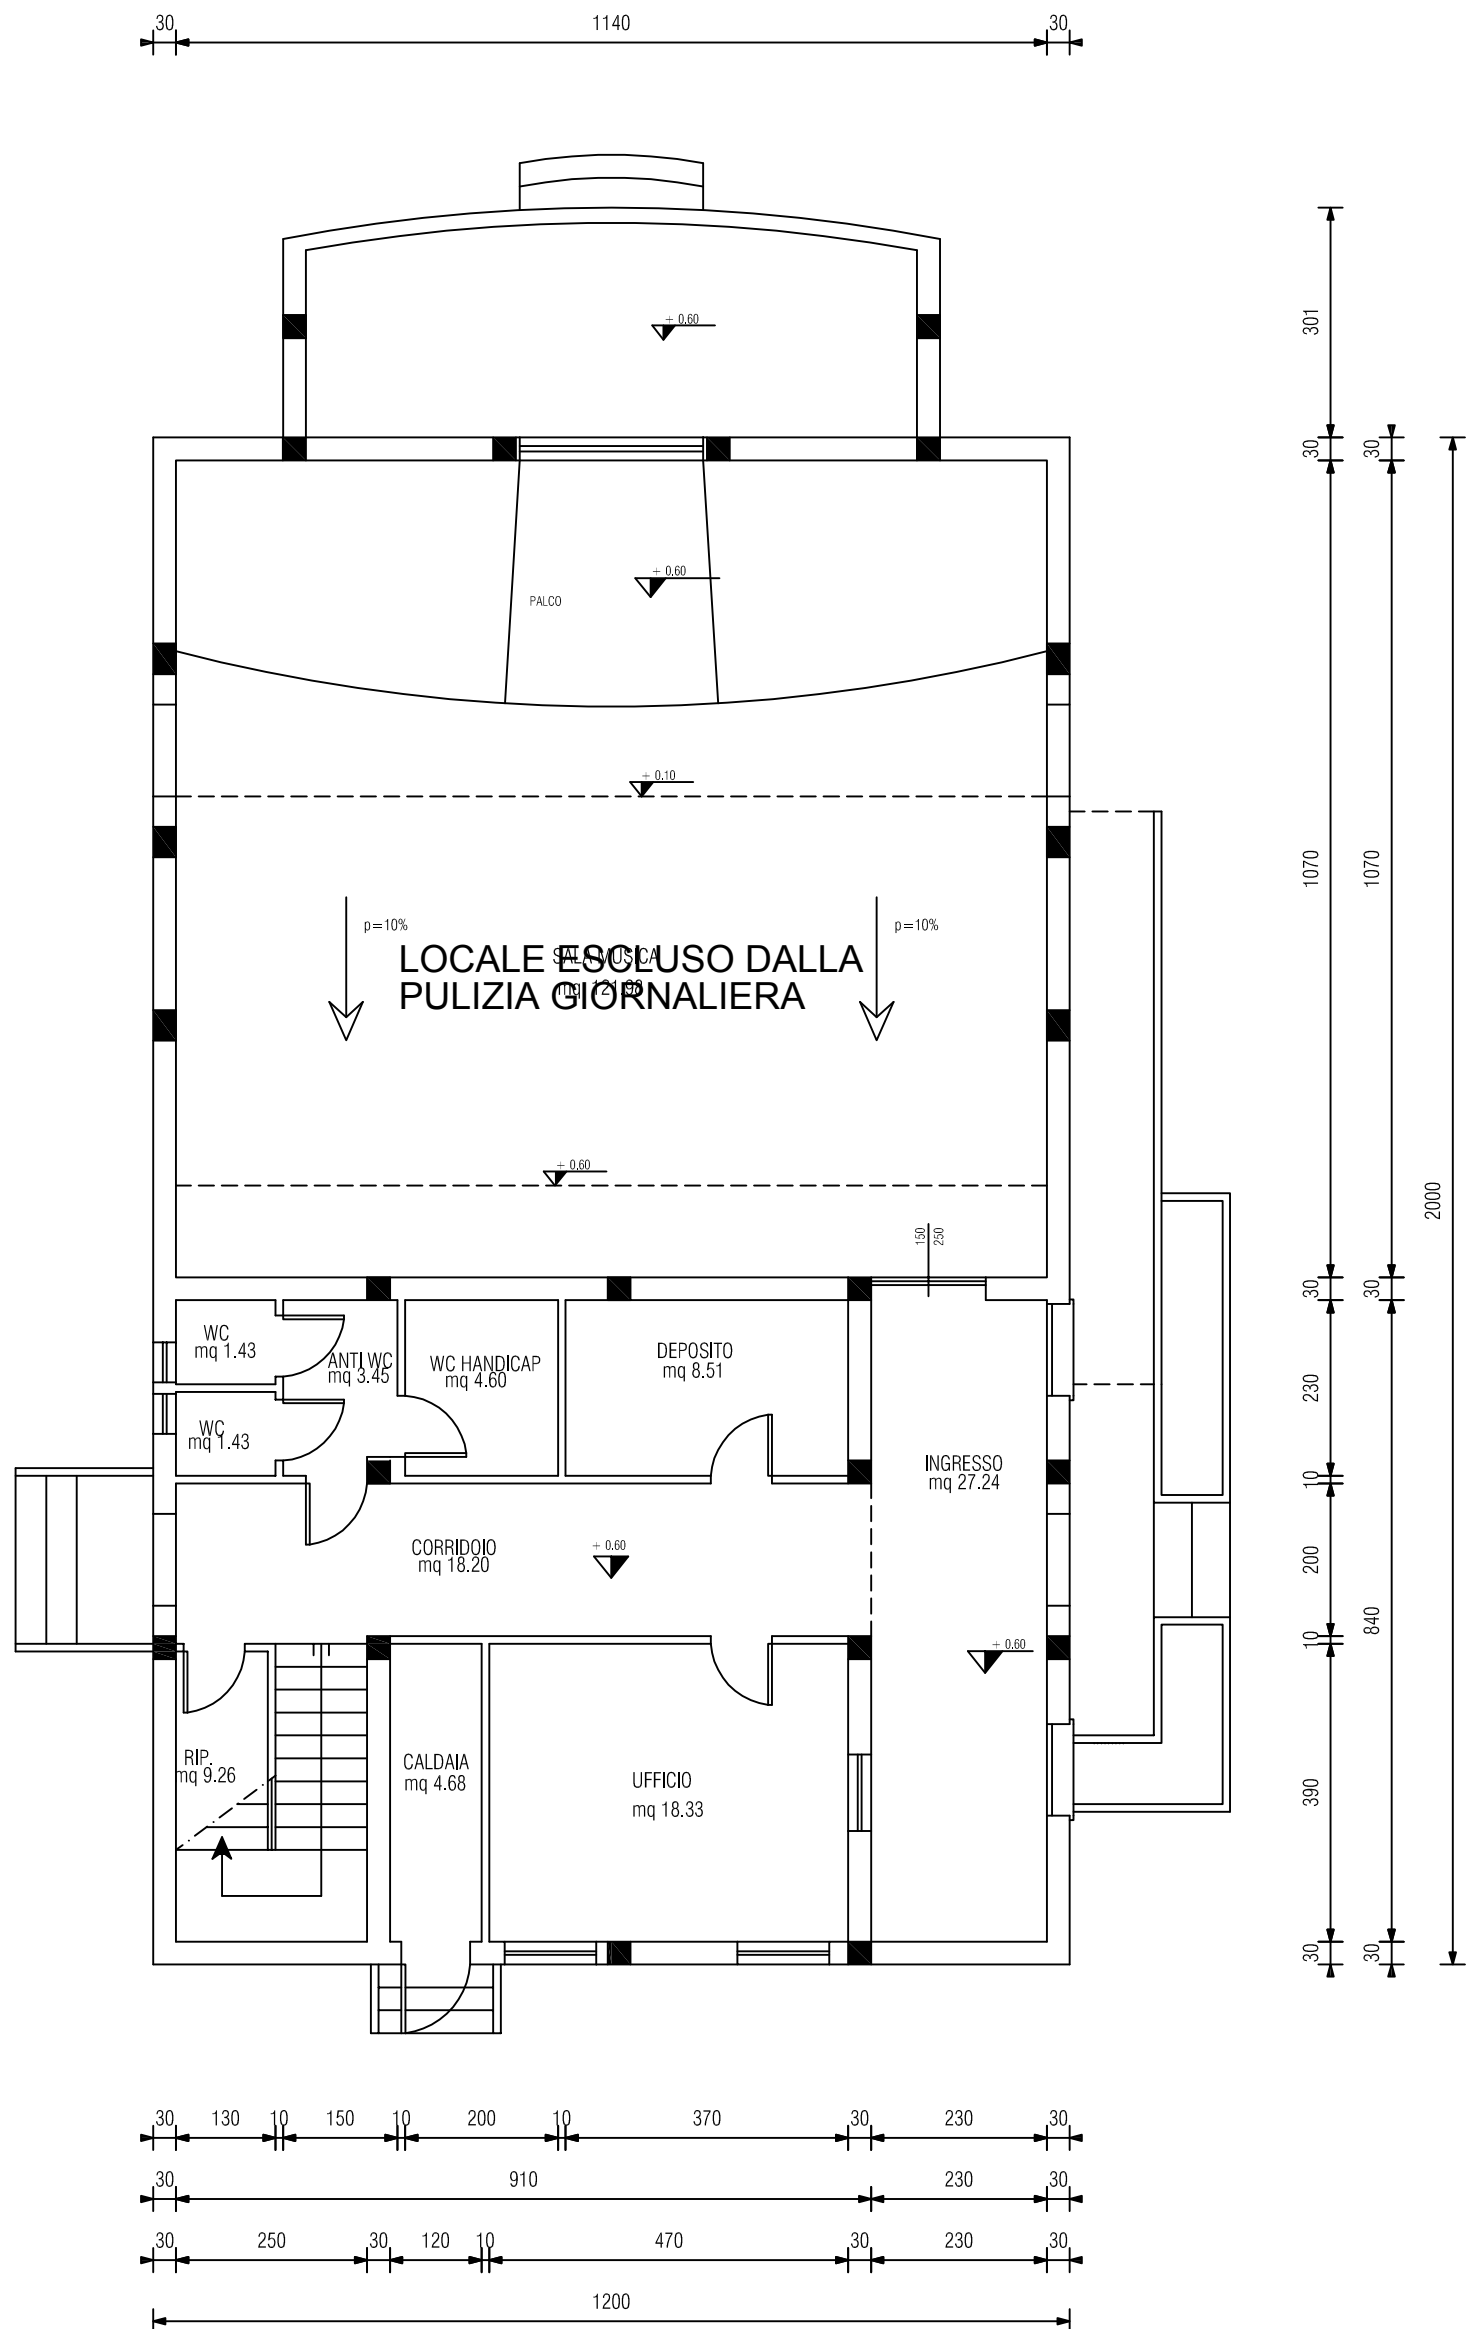 30 1140 30
+ 0.60
301
30 30
+ 0.60
PALCO
+ 0.10
1070 1070
p=10% p=10%
LOCALE ESCLUSO DALLA
SALA MUSICA
PULIZIA GIORNALIERA
mq 121.98
+ 0.60
2000
150
250
30 30
WC
mq 1.43
ANTI WC
mq 3.45
WC HANDICAP
mq 4.60
DEPOSITO
mq 8.51
230
WC
mq 1.43
INGRESSO
mq 27.24
10
CORRIDOIO
mq 18.20
+ 0.60
200
840
10
+ 0.60
RIP.
mq 9.26
CALDAIA
mq 4.68
UFFICIO
mq 18.33
390
30 30
30 130 10 150 10 200 10 370 30 230 30
30 910 230 30
30 250 30 120 10 470 30 230 30
1200